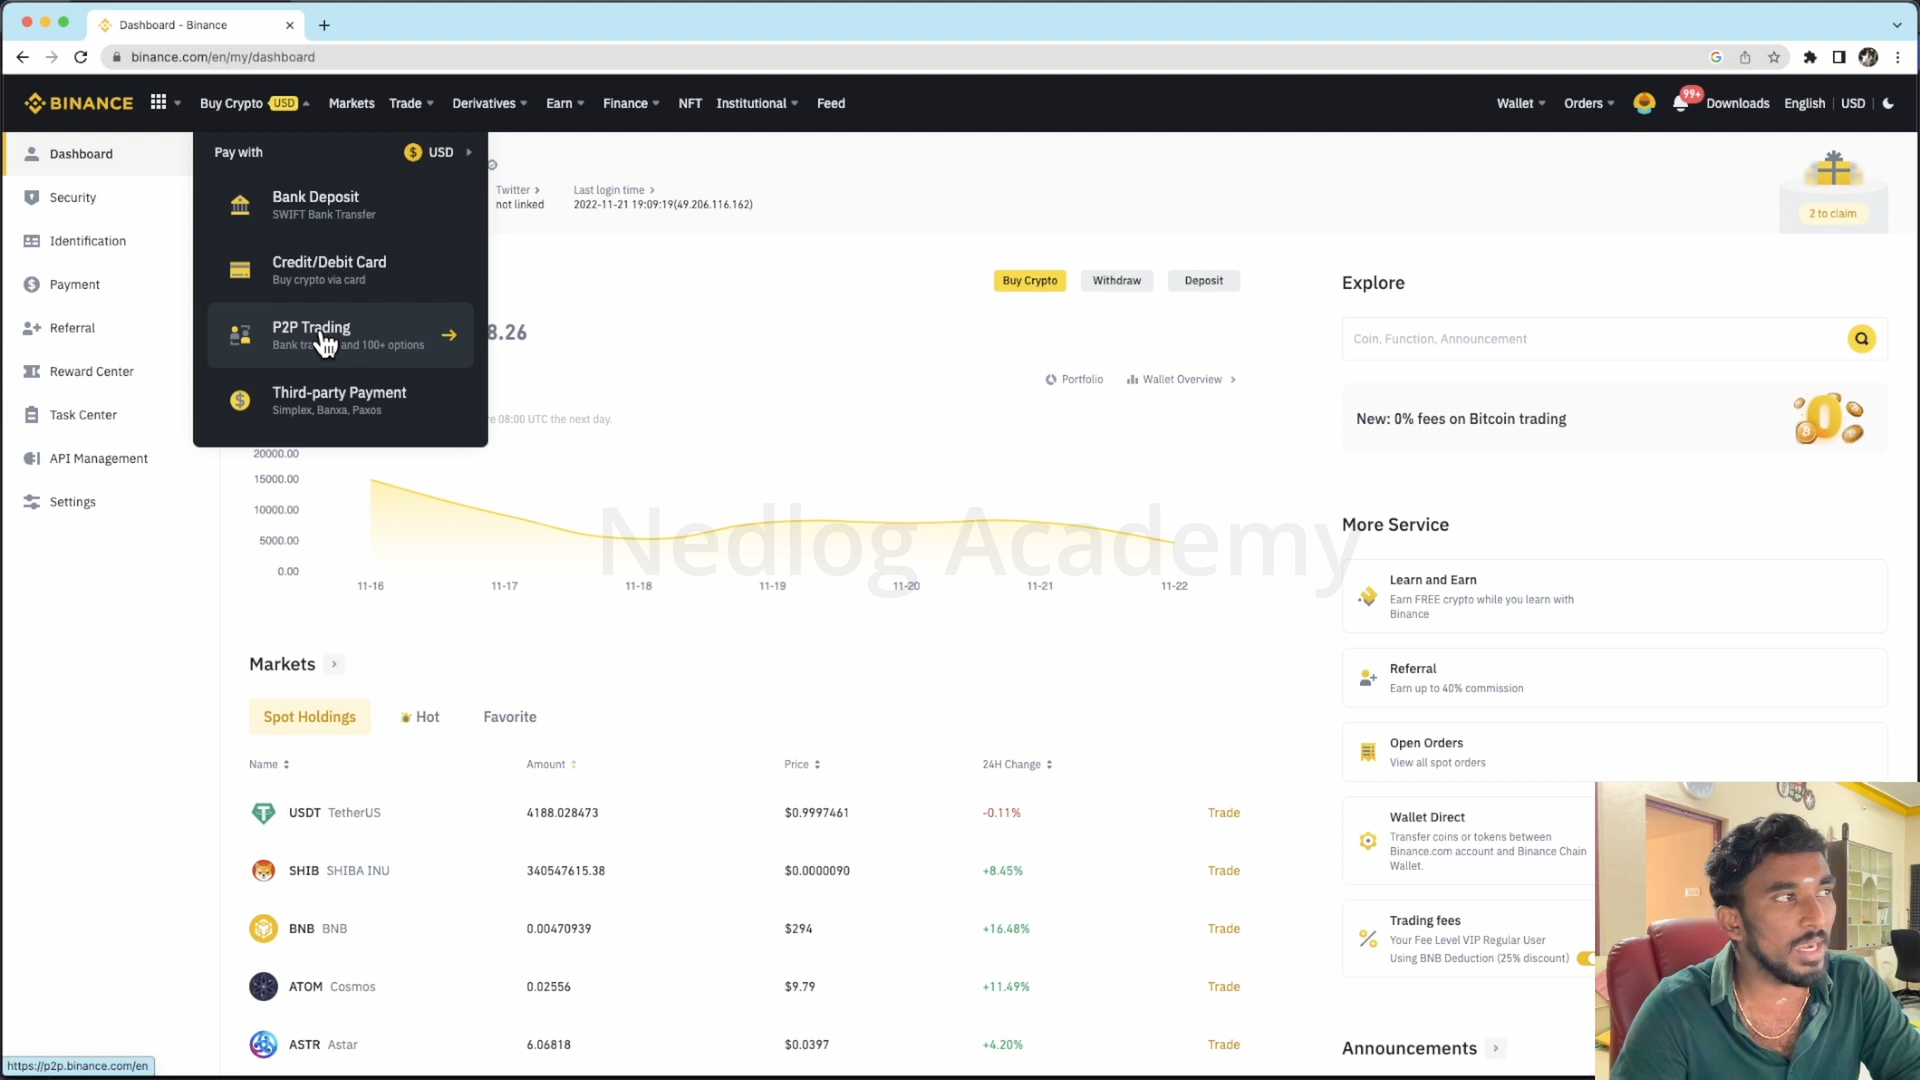 Dashboard - Binance
binance.com/en/my/dashboard
BINANCE Buy Crypto USD Markets Trade Derivatives Earn Finance NFT Institutional Feed Wallet Orders 99+ Downloads English USD
Dashboard
Security
Identification
Payment
Referral
Reward Center
Task Center
API Management
Settings
Pay with USD
Bank Deposit
SWIFT Bank Transfer
Credit/Debit Card
Buy crypto via card
P2P Trading
Bank and 100+ options
Third-party Payment
Simplex, Banxa, Paxos
Twitter
not linked
Last login time
2022-11-21 19:09:19(49.206.116.162)
2 to claim
Buy Crypto Withdraw Deposit
8.26
Portfolio Wallet Overview
08:00 UTC the next day.
20000.00
15000.00
10000.00
5000.00
0.00
11-16 11-17 11-18 11-19 11-20 11-21 11-22
Nedlog Academy
Markets
Spot Holdings Hot Favorite
Name Amount Price 24H Change
USDT TetherUS 4188.028473 $0.9997461 -0.11% Trade
SHIB SHIBA INU 340547615.38 $0.0000090 +8.45% Trade
BNB BNB 0.00470939 $294 +16.48% Trade
ATOM Cosmos 0.02556 $9.79 +11.49% Trade
ASTR Astar 6.06818 $0.0397 +4.20% Trade
Explore
Coin, Function, Announcement
New: 0% fees on Bitcoin trading
More Service
Learn and Earn
Earn FREE crypto while you learn with
Binance
Referral
Earn up to 40% commission
Open Orders
View all spot orders
Wallet Direct
Transfer coins or tokens between
Binance.com account and Binance Chain
Wallet.
Trading fees
Your Fee Level VIP Regular User
Using BNB Deduction (25% discount)
Announcements
https://p2p.binance.com/en